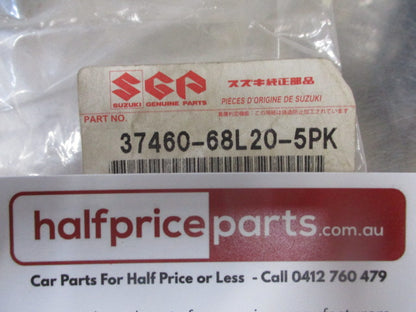 SGP スズキ純正部品
SUZUKI GENUINE PARTS PIÈCES D'ORIGINE DE SUZUKI
PART NO.
37460-68L20-5PK
halfpriceparts.com.au
Car Parts For Half Price or Less - Call 0412 760 479